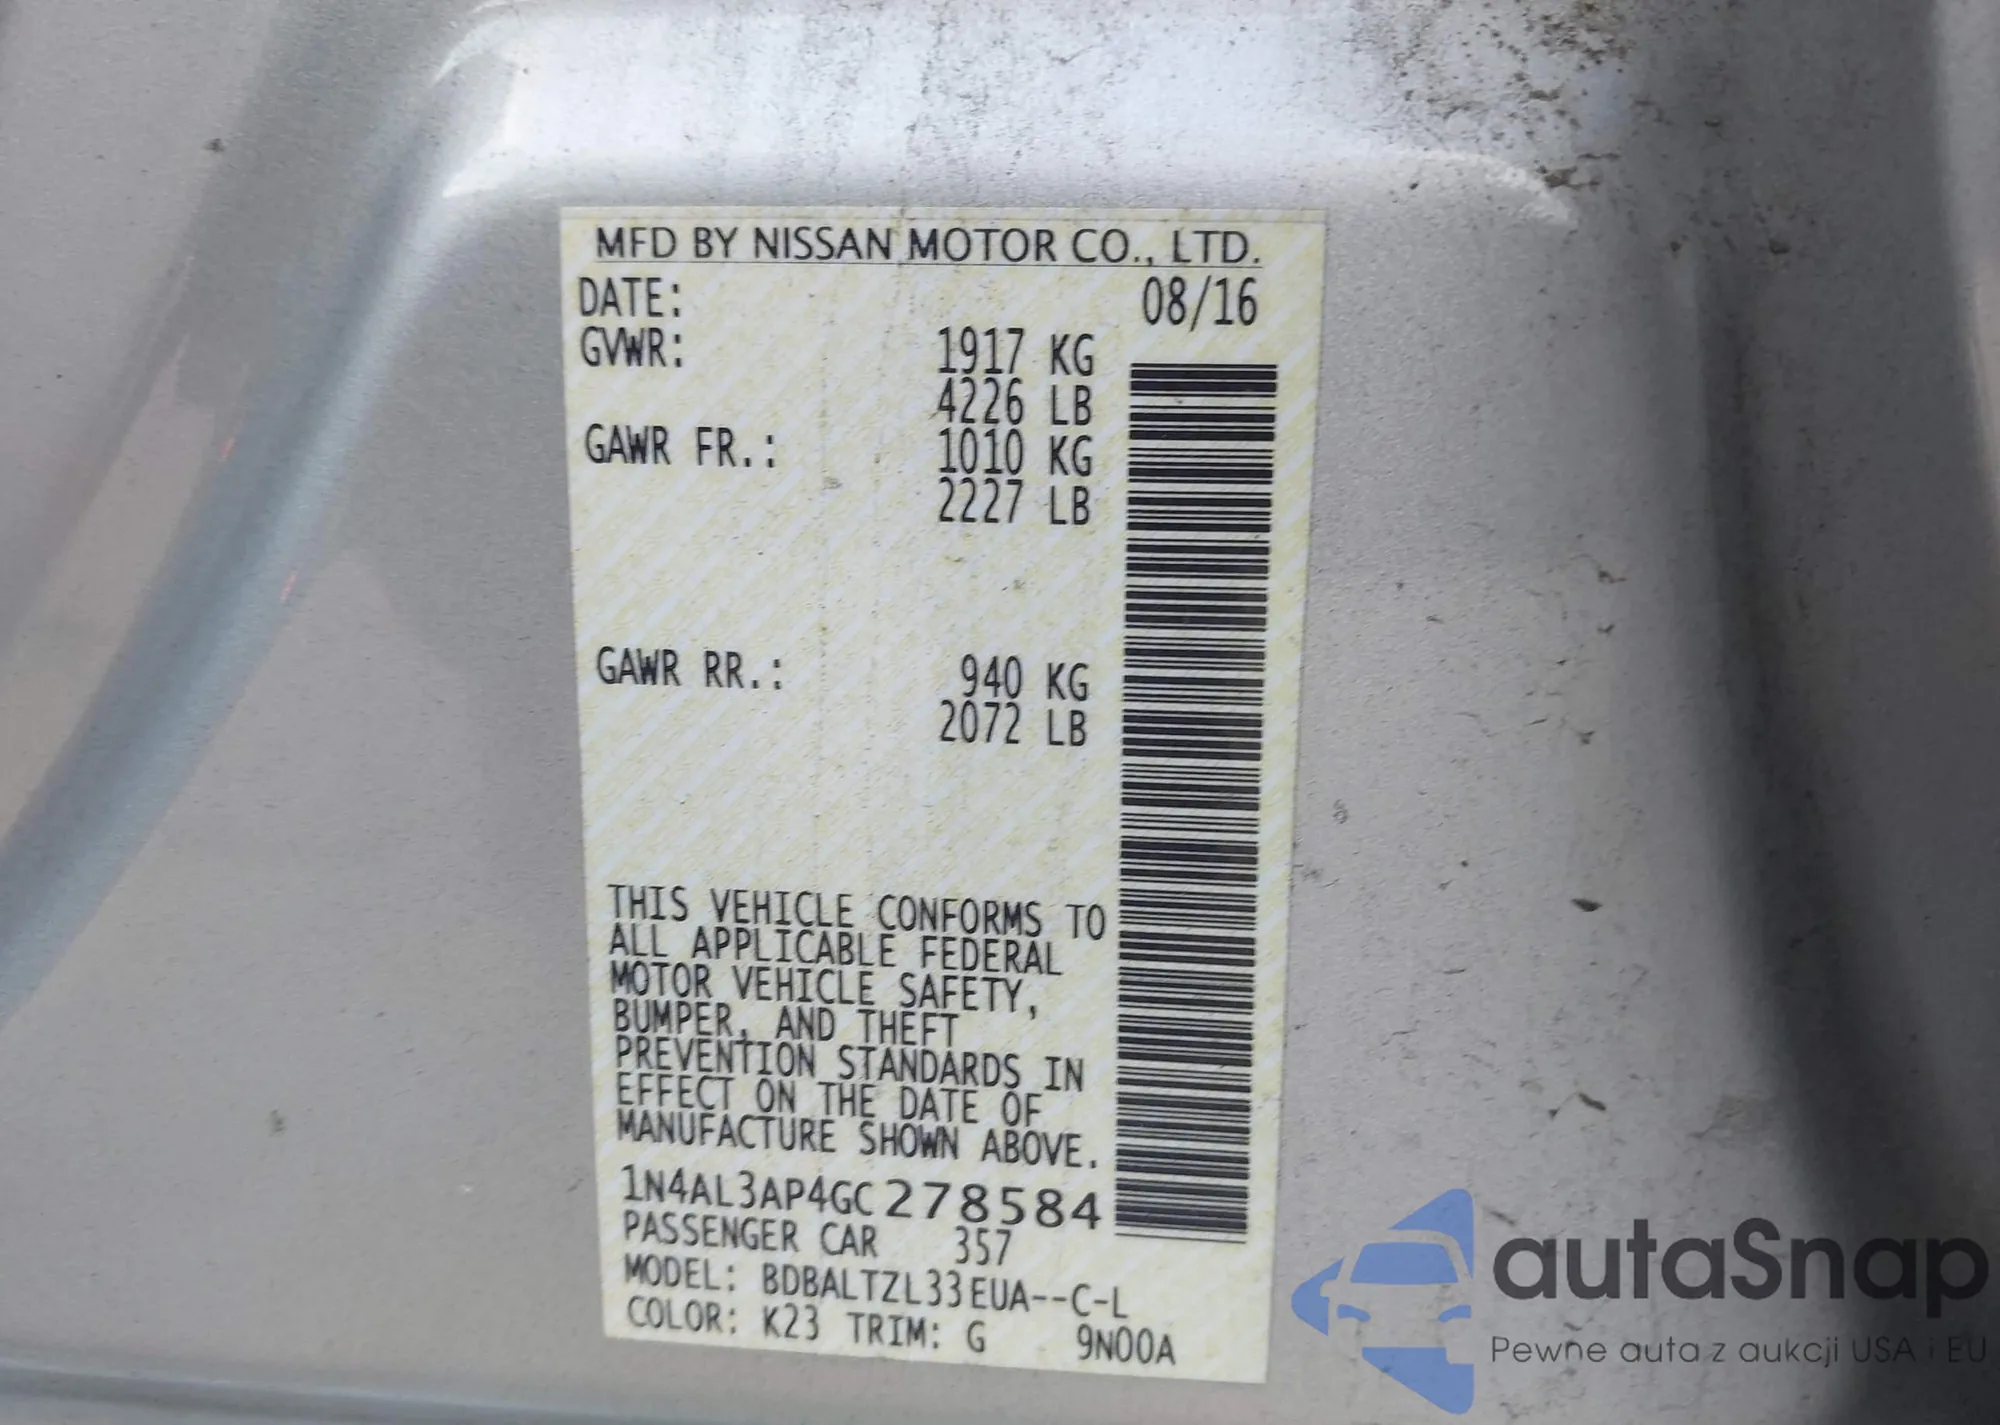 MFD BY NISSAN MOTOR CO., LTD.
DATE: 08/16
GVWR: 1917 KG
4226 LB
GAWR FR.: 1010 KG
2227 LB
GAWR RR.: 940 KG
2072 LB
THIS VEHICLE CONFORMS TO
ALL APPLICABLE FEDERAL
MOTOR VEHICLE SAFETY,
BUMPER, AND THEFT
PREVENTION STANDARDS IN
EFFECT ON THE DATE OF
MANUFACTURE SHOWN ABOVE.
1N4AL3AP4GC278584
PASSENGER CAR 357
MODEL: BDBALTZL33EUA--C-L
COLOR: K23 TRIM: G 9N00A
autaSnap
Pewne auta z aukcji USA i EU